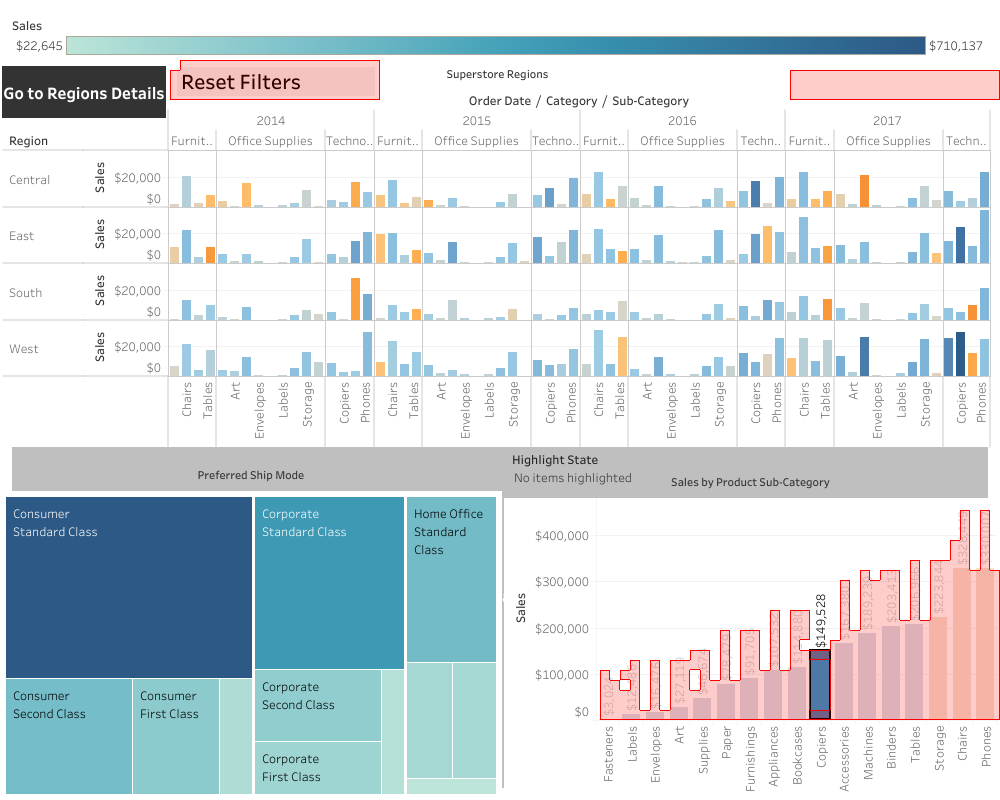 Sales
$22,645
$710,137
Go to Regions Details
Reset Filters
Superstore Regions
Order Date / Category / Sub-Category
2014
2015
2016
2017
Region
Furnit..
Office Supplies
Techno..
Furnit..
Office Supplies
Techno..
Furnit..
Office Supplies
Techn..
Furnit..
Office Supplies
Techn..
Central
Sales
$20,000
$0
East
Sales
$20,000
$0
South
Sales
$20,000
$0
West
Sales
$20,000
$0
Chairs
Tables
Art
Envelopes
Labels
Storage
Copiers
Phones
Chairs
Tables
Art
Envelopes
Labels
Storage
Copiers
Phones
Chairs
Tables
Art
Envelopes
Labels
Storage
Copiers
Phones
Chairs
Tables
Art
Envelopes
Labels
Storage
Copiers
Phones
Preferred Ship Mode
Highlight State
No items highlighted
Sales by Product Sub-Category
Consumer
Standard Class
Corporate
Standard Class
Home Office
Standard
Class
Consumer
Second Class
Consumer
First Class
Corporate
Second Class
Corporate
First Class
Sales
$400,000
$300,000
$200,000
$100,000
$0
$149,528
$223,844
Fasteners
Labels
Envelopes
Art
Supplies
Paper
Furnishings
Appliances
Bookcases
Copiers
Accessories
Machines
Binders
Tables
Storage
Chairs
Phones